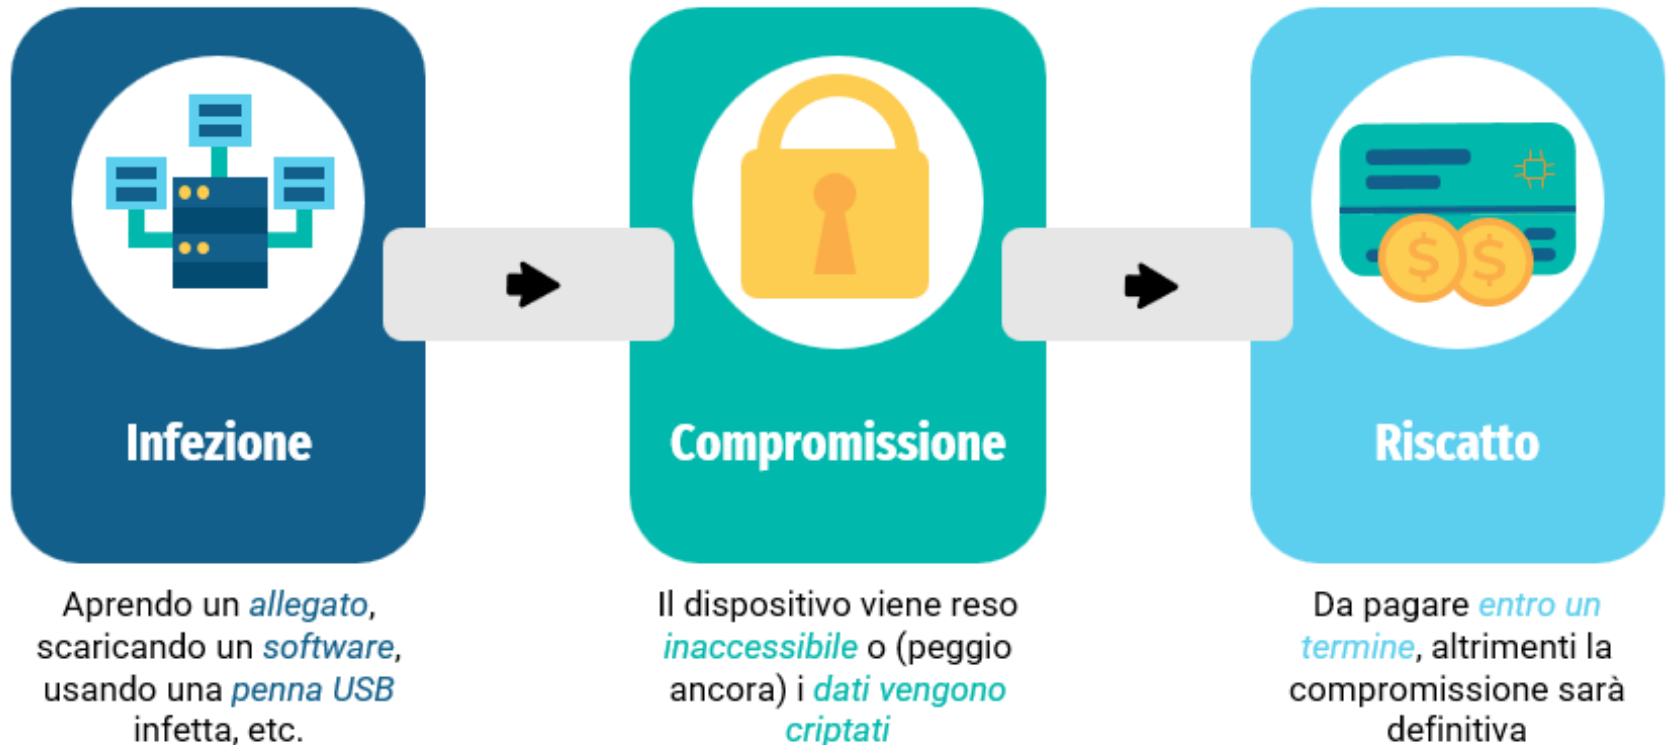 Infezione
Compromissione
Riscatto
Aprendo un allegato,
scaricando un software,
usando una penna USB
infetta, etc.
Il dispositivo viene reso
inaccessibile o (peggio
ancora) i dati vengono
criptati
Da pagare entro un
termine, altrimenti la
compromissione sarà
definitiva